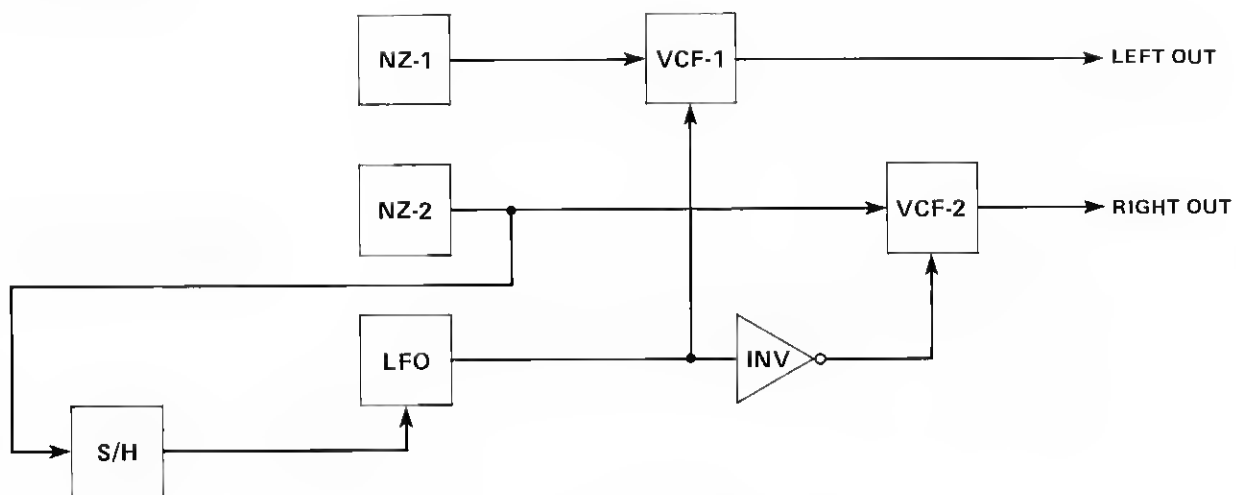 NZ-1
VCF-1
LEFT OUT
NZ-2
VCF-2
RIGHT OUT
LFO
INV
S/H